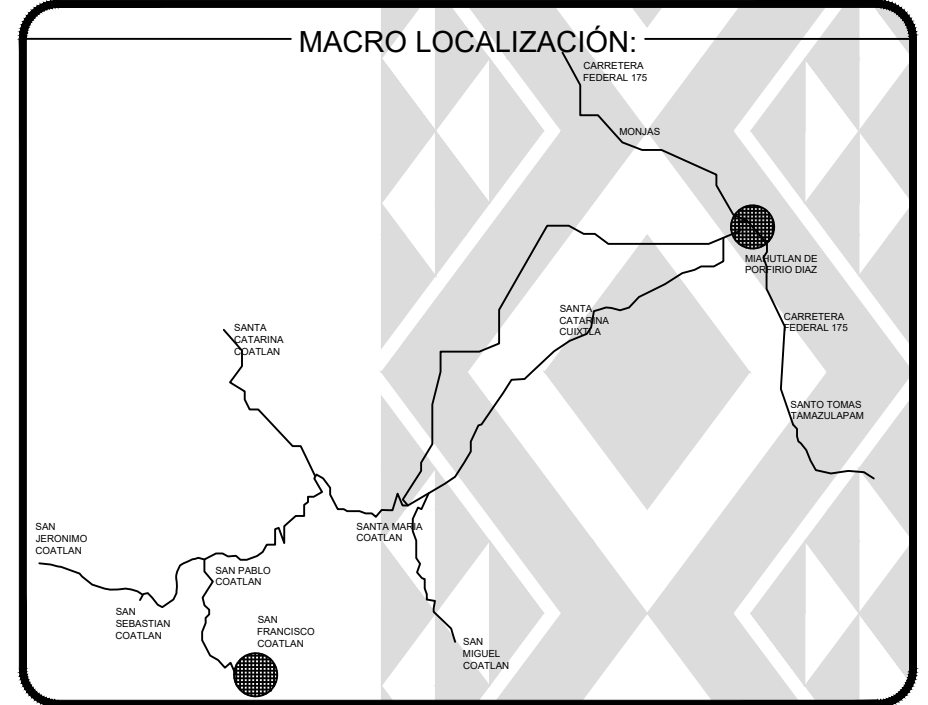 MACRO LOCALIZACIÓN:
CARRETERA
FEDERAL 175
MONJAS
MIAHUTLAN DE
PORFIRIO DIAZ
SANTA
CATARINA
CUIXTLA
CARRETERA
FEDERAL 175
SANTA
CATARINA
COATLAN
SANTO TOMAS
TAMAZULAPAM
SAN
JERONIMO
COATLAN
SANTA MARIA
COATLAN
SAN PABLO
COATLAN
SAN
SEBASTIAN
COATLAN
SAN
FRANCISCO
COATLAN
SAN
MIGUEL
COATLAN